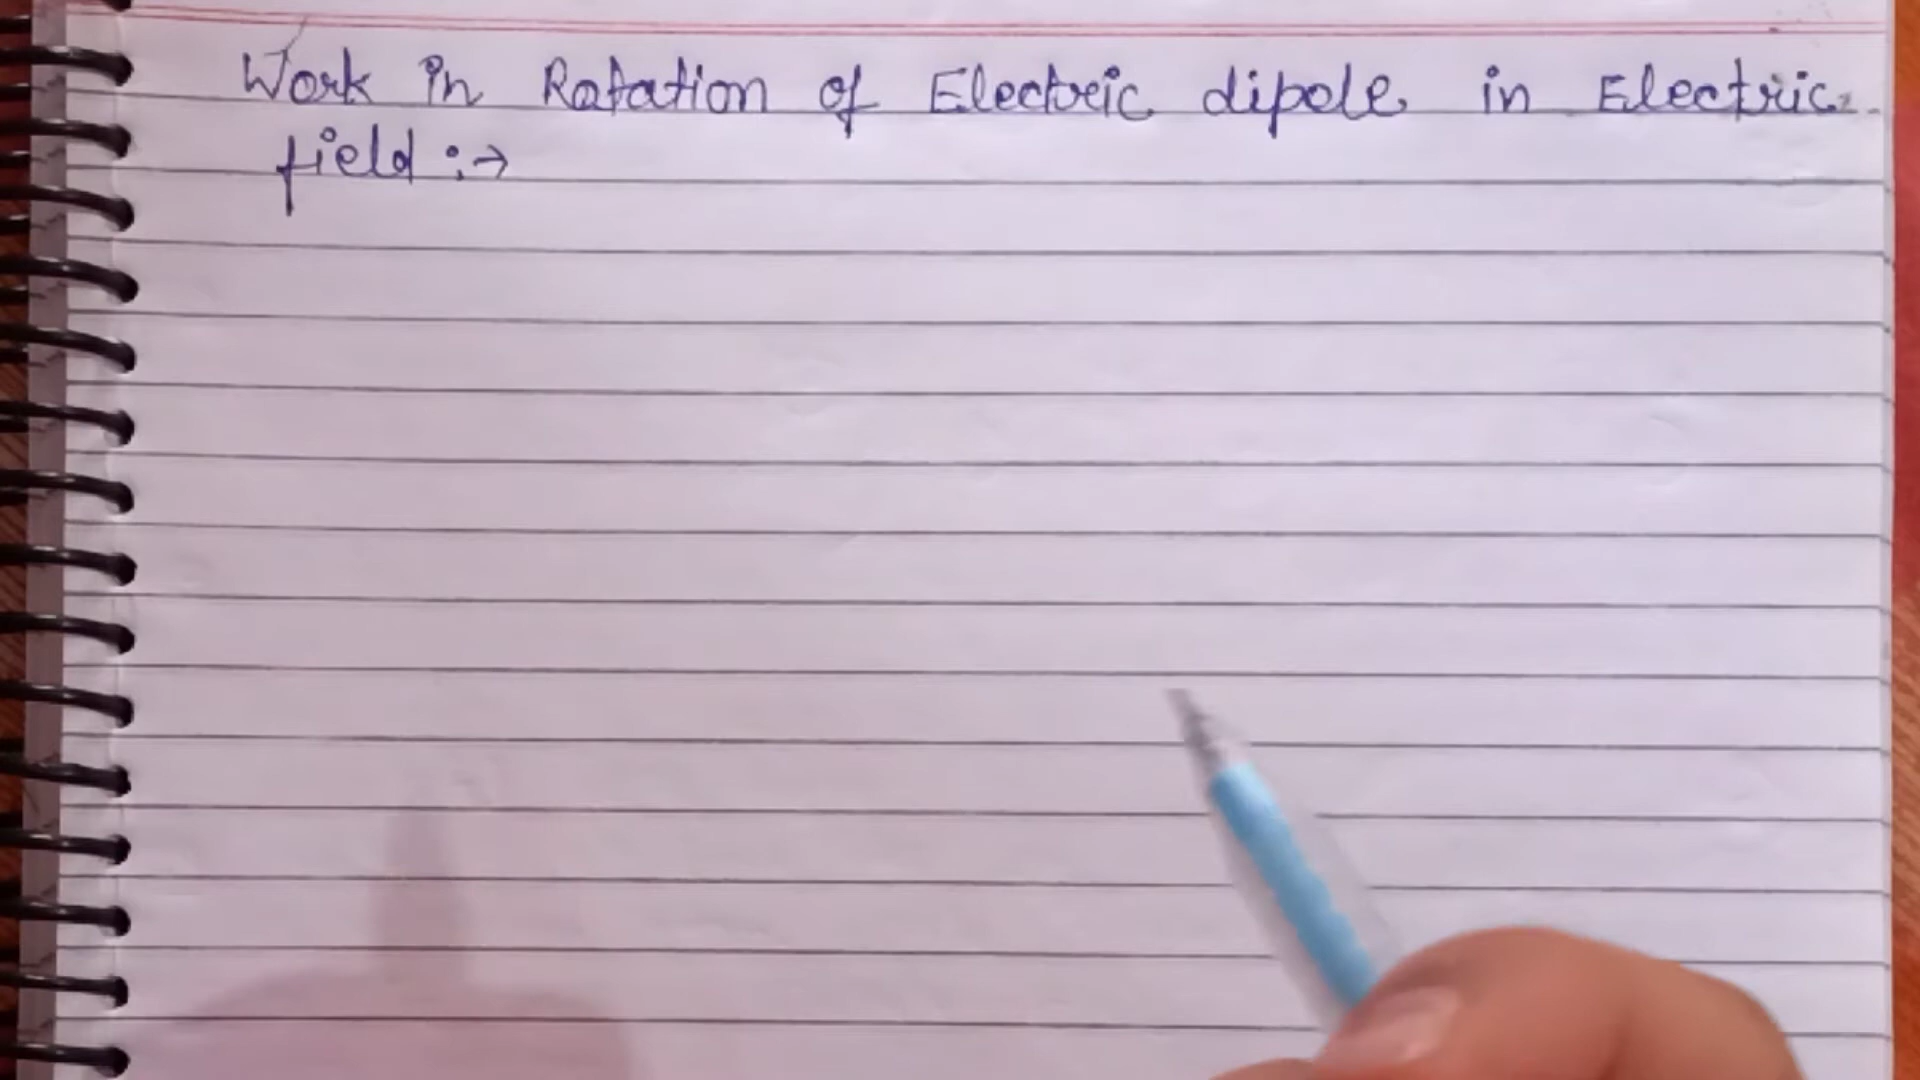 Work in Rotation of Electric dipole in Electric
field :→